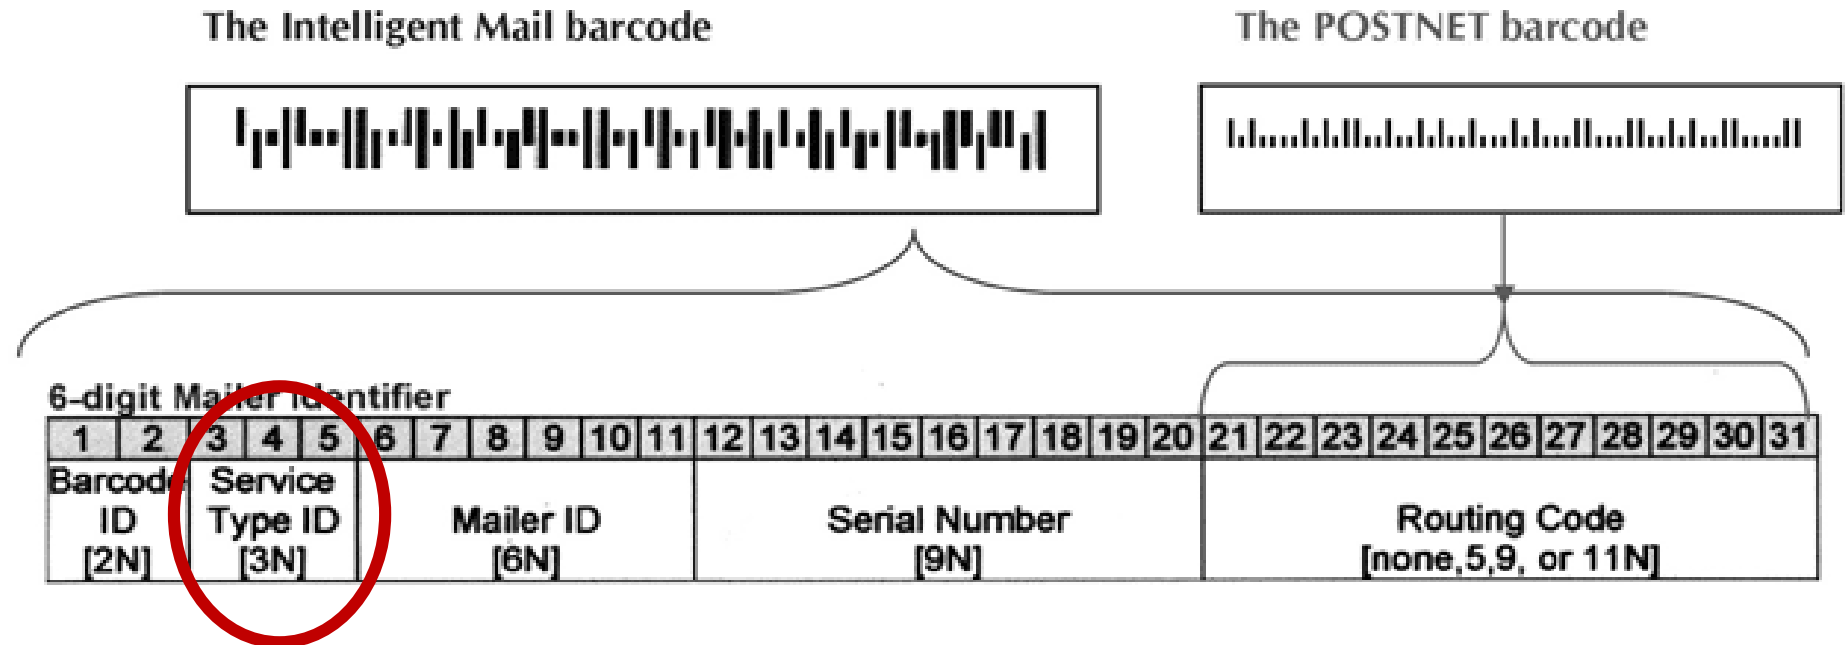 The Intelligent Mail barcode
The POSTNET barcode
6-digit Mailer Identifier
1 2 3 4 5 6 7 8 9 10 11 12 13 14 15 16 17 18 19 20 21 22 23 24 25 26 27 28 29 30 31
Barcode ID [2N]
Service Type ID [3N]
Mailer ID [6N]
Serial Number [9N]
Routing Code [none,5,9, or 11N]